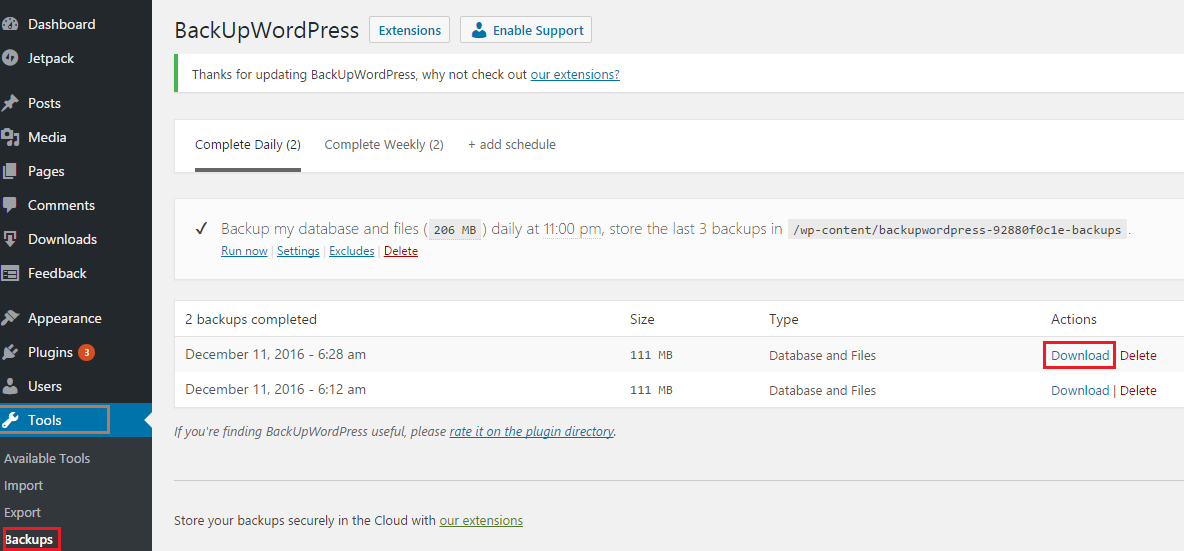 Dashboard
Jetpack
Posts
Media
Pages
Comments
Downloads
Feedback
Appearance
Plugins 3
Users
Tools
Available Tools
Import
Export
Backups
BackUpWordPress Extensions Enable Support
Thanks for updating BackUpWordPress, why not check out our extensions?
Complete Daily (2) Complete Weekly (2) + add schedule
Backup my database and files ( 206 MB ) daily at 11:00 pm, store the last 3 backups in /wp-content/backupwordpress-92880f0c1e-backups .
Run now | Settings | Excludes | Delete
2 backups completed Size Type Actions
December 11, 2016 - 6:28 am 111 MB Database and Files Download Delete
December 11, 2016 - 6:12 am 111 MB Database and Files Download | Delete
If you're finding BackUpWordPress useful, please rate it on the plugin directory.
Store your backups securely in the Cloud with our extensions